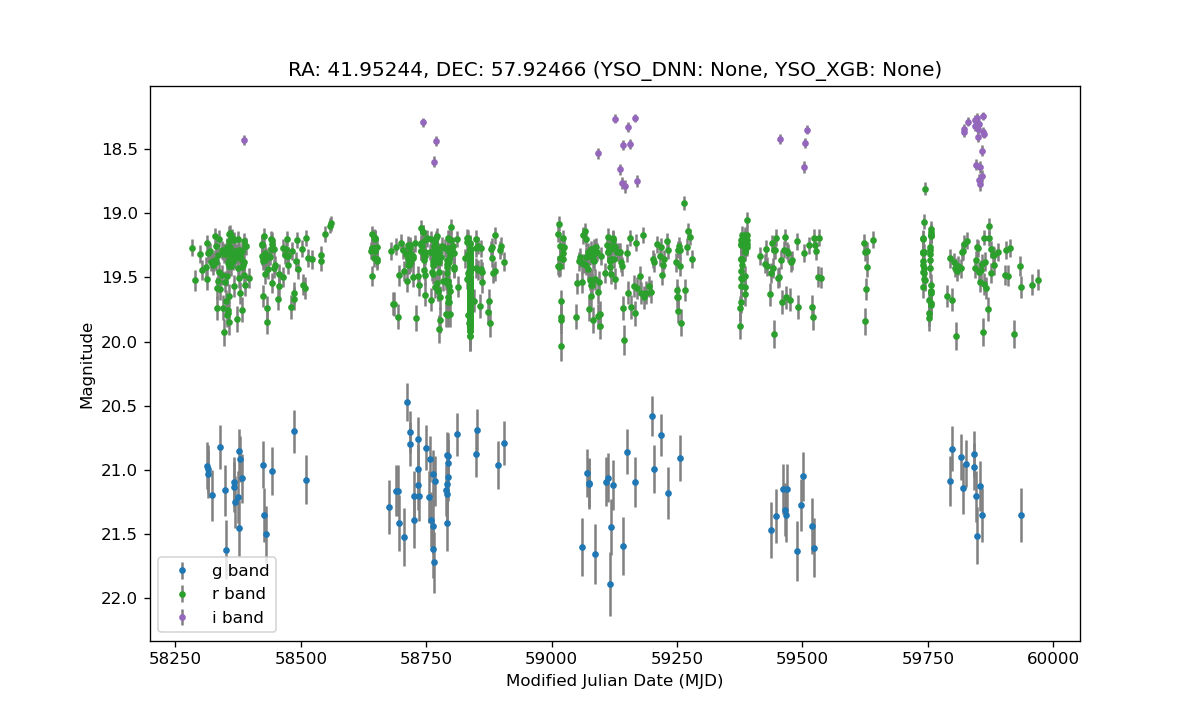 RA: 41.95244, DEC: 57.92466 (YSO_DNN: None, YSO_XGB: None)
Magnitude
18.5
19.0
19.5
20.0
20.5
21.0
21.5
22.0
g band
r band
i band
58250 58500 58750 59000 59250 59500 59750 60000
Modified Julian Date (MJD)